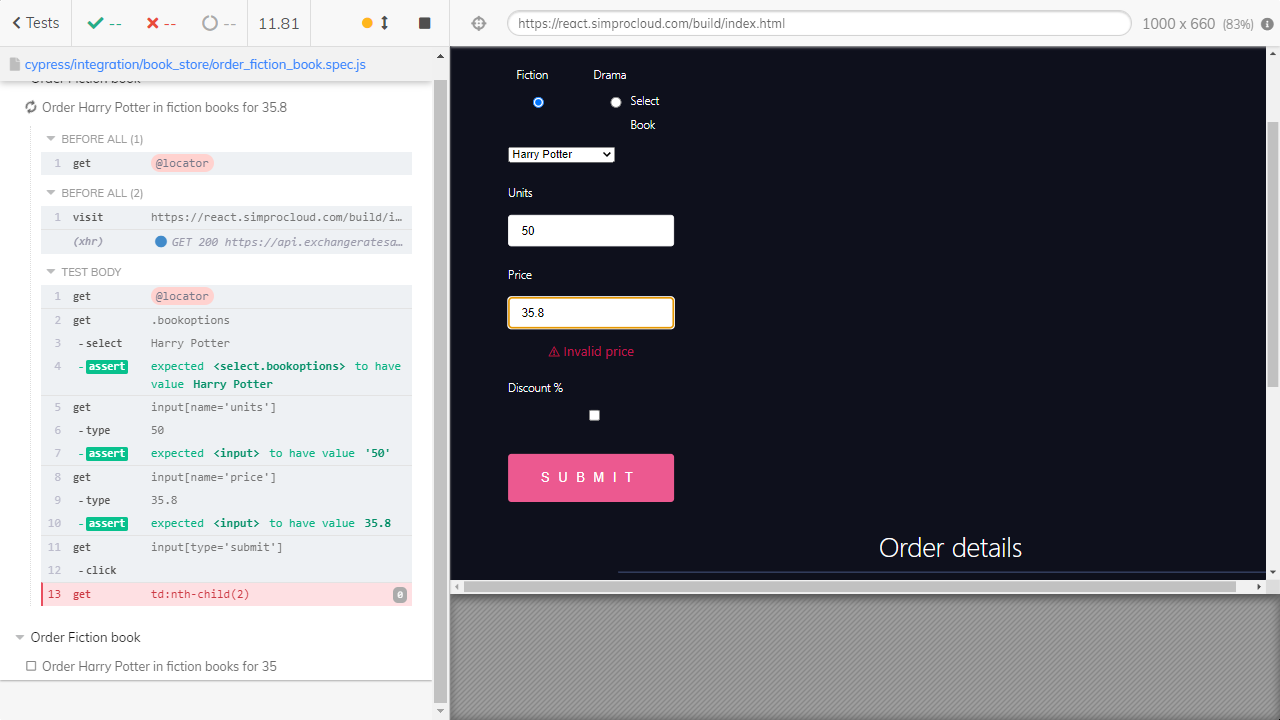 Tests
--
--
--
11.81
https://react.simprocloud.com/build/index.html
1000 x 660 (83%)
cypress/integration/book_store/order_fiction_book.spec.js
Order Fiction book
Order Harry Potter in fiction books for 35.8
BEFORE ALL (1)
1 get @locator
BEFORE ALL (2)
1 visit https://react.simprocloud.com/build/i…
(xhr) GET 200 https://api.exchangeratesa…
TEST BODY
1 get @locator
2 get .bookoptions
3 -select Harry Potter
4 -assert expected <select.bookoptions> to have
value Harry Potter
5 get input[name='units']
6 -type 50
7 -assert expected <input> to have value '50'
8 get input[name='price']
9 -type 35.8
10 -assert expected <input> to have value 35.8
11 get input[type='submit']
12 -click
13 get td:nth-child(2) 0
Order Fiction book
Order Harry Potter in fiction books for 35
Fiction Drama
Select
Book
Harry Potter
Units
50
Price
35.8
Invalid price
Discount %
SUBMIT
Order details